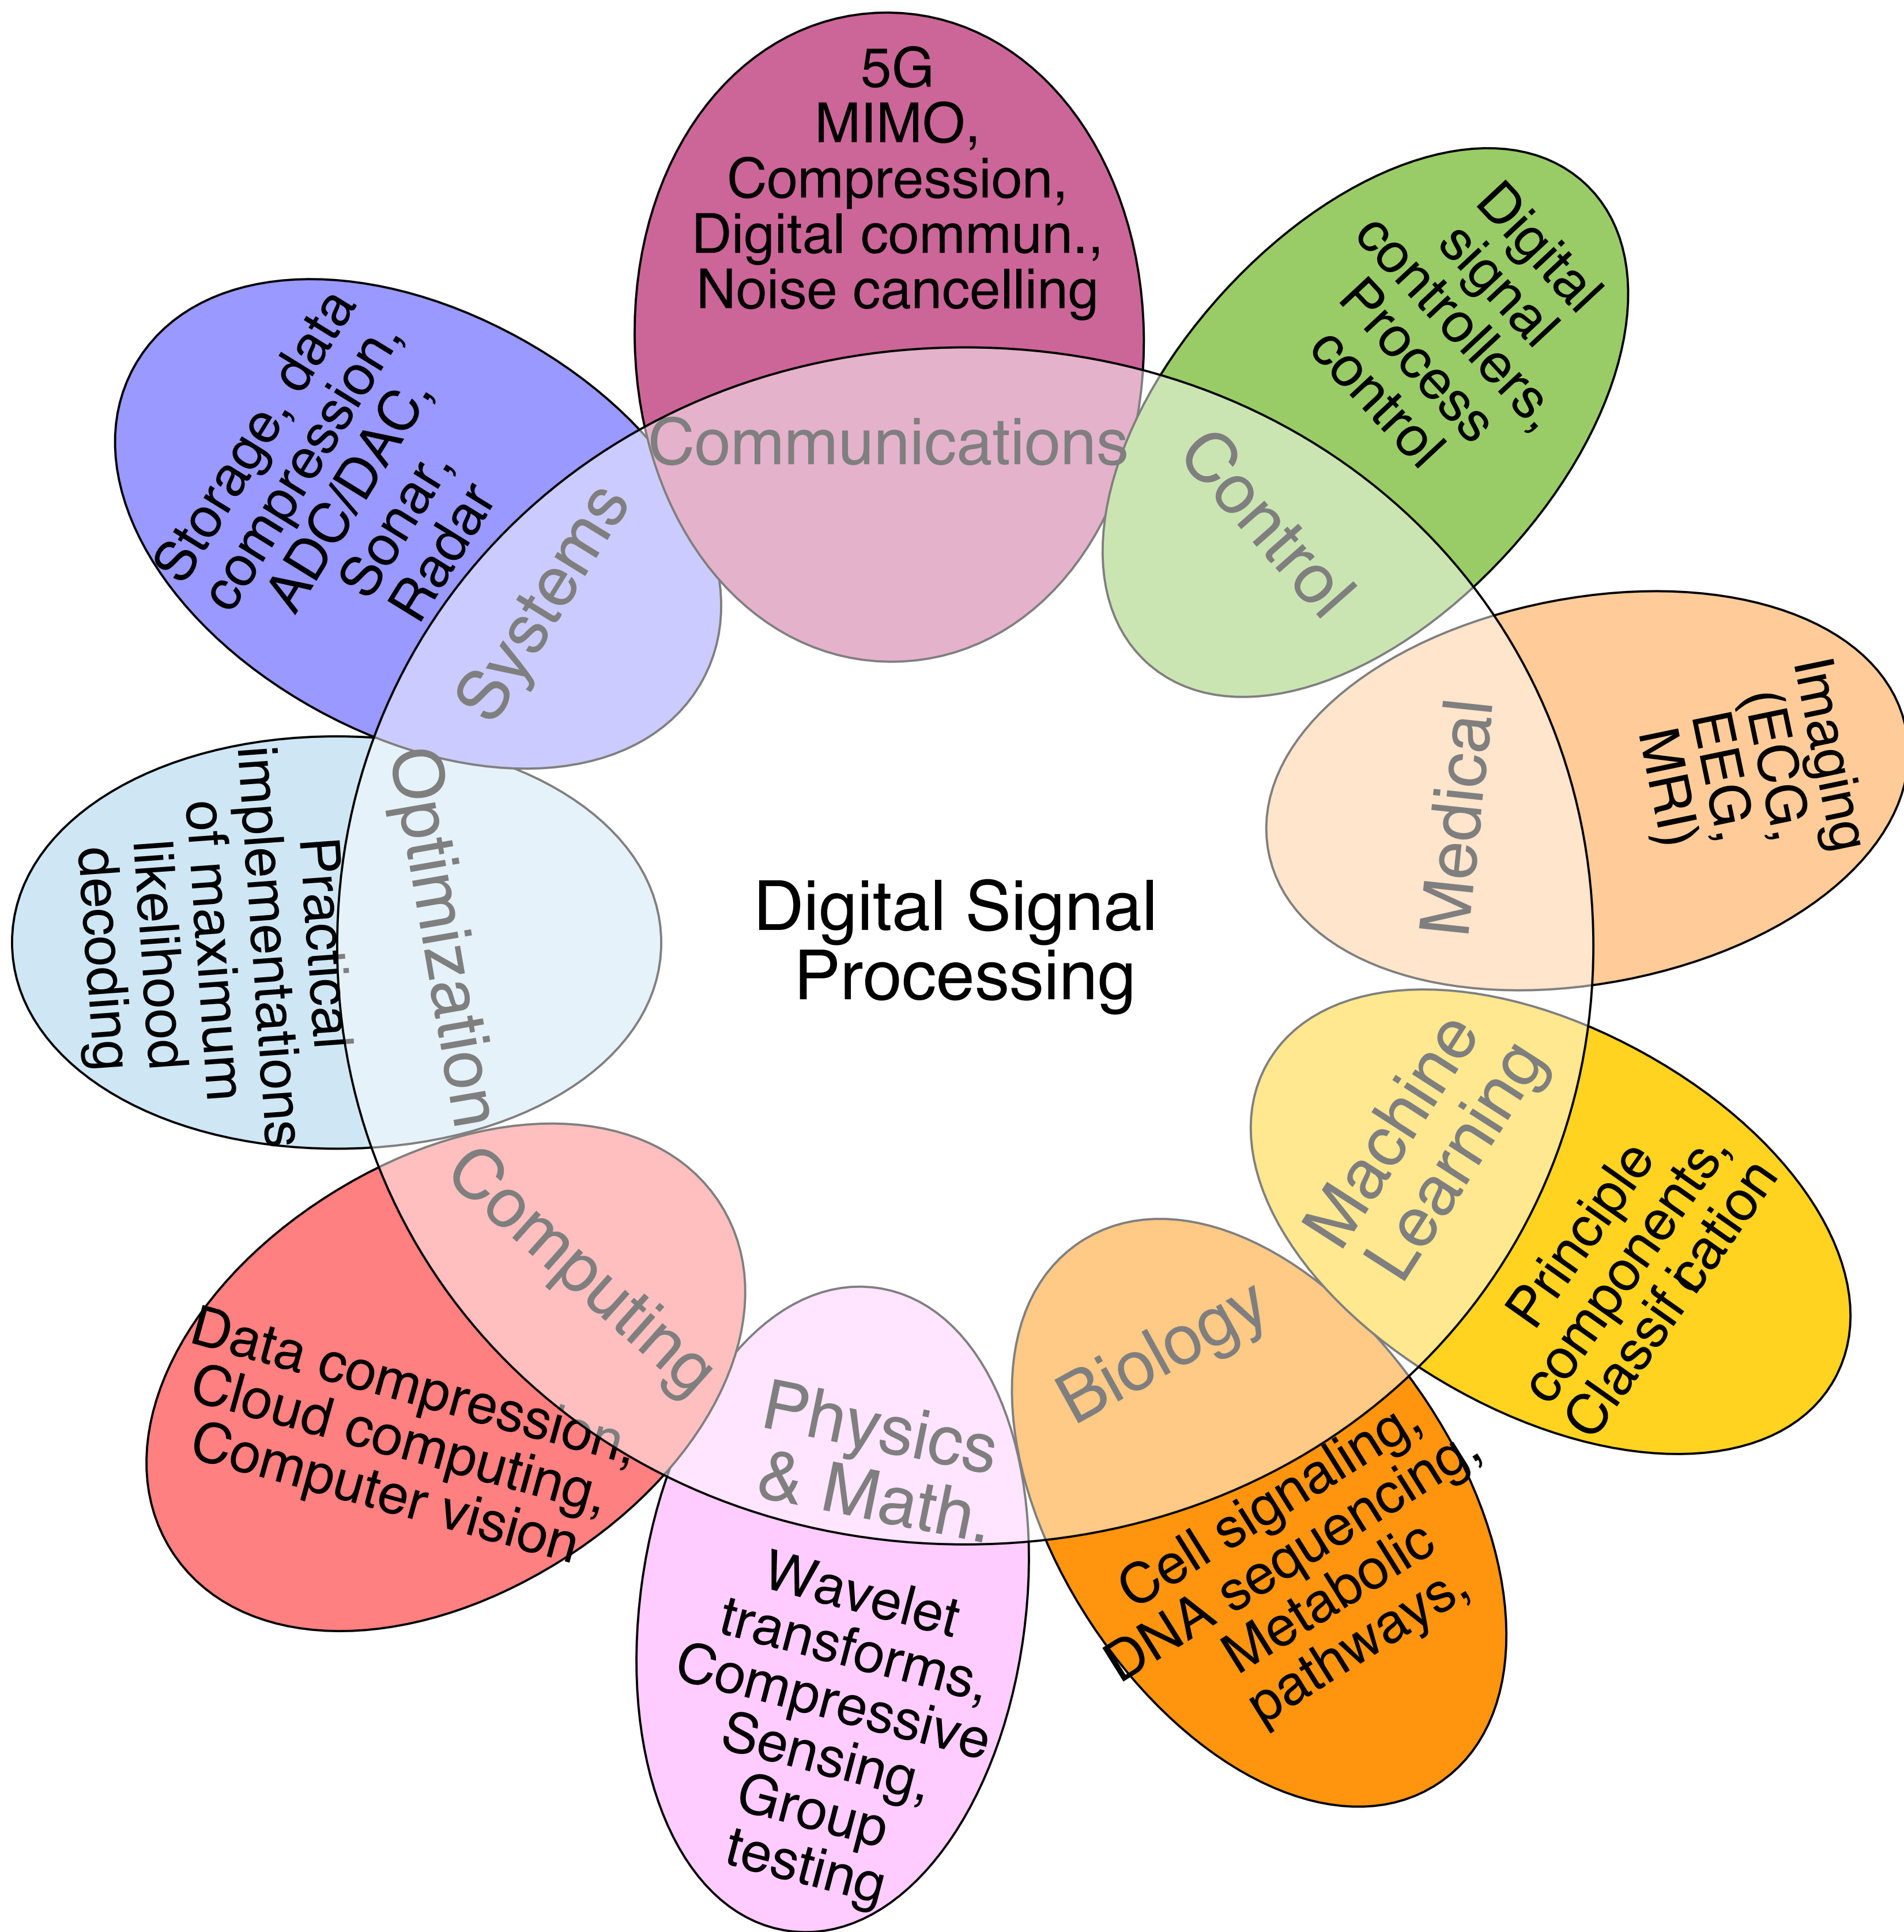 5G
MIMO,
Compression,
Digital commun.,
Noise cancelling
Communications
Digital
signal
controllers,
Process
control
Control
Imaging
(ECG,
EEG,
MRI)
Medical
Machine
Learning
Principle
components,
Classification
Biology
Cell signaling,
DNA sequencing,
Metabolic
pathways,
Physics
& Math.
Wavelet
transforms,
Compressive
Sensing,
Group
testing
Computing
Data compression,
Cloud computing,
Computer vision
Optimization
Practical
implementations
of maximum
likelihood
decoding
Systems
Storage, data
compression,
ADC/DAC,
Sonar,
Radar
Digital Signal
Processing